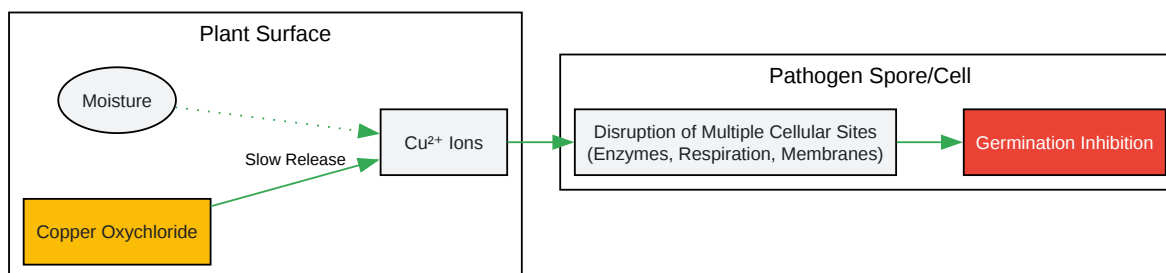 Plant Surface
Moisture
Slow Release
Copper Oxychloride
Cu²⁺ Ions
Pathogen Spore/Cell
Disruption of Multiple Cellular Sites
(Enzymes, Respiration, Membranes)
Germination Inhibition